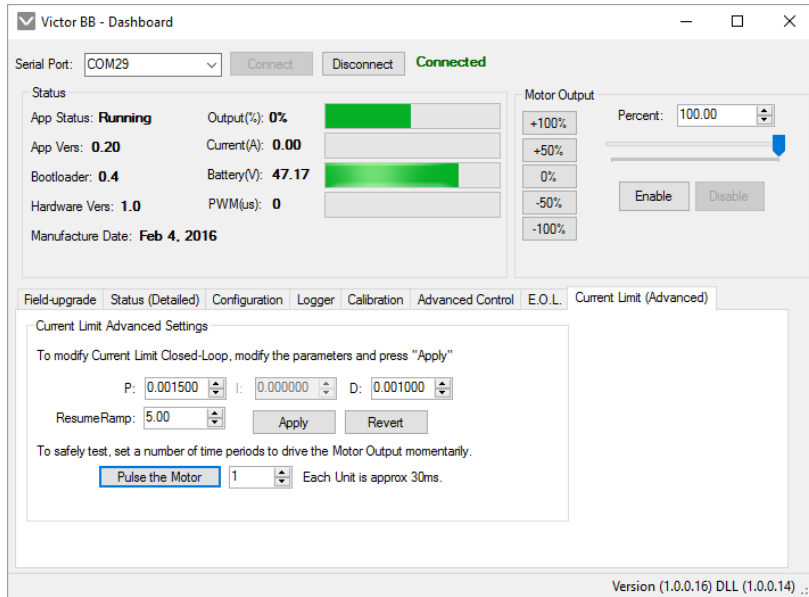 Victor BB - Dashboard
Serial Port: COM29 Connect Disconnect Connected
Status
App Status: Running Output(%): 0%
App Vers: 0.20 Current(A): 0.00
Bootloader: 0.4 Battery(V): 47.17
Hardware Vers: 1.0 PWM(us): 0
Manufacture Date: Feb 4, 2016
Motor Output
+100% Percent: 100.00
+50%
0%
-50% Enable Disable
-100%
Field-upgrade Status (Detailed) Configuration Logger Calibration Advanced Control E.O.L. Current Limit (Advanced)
Current Limit Advanced Settings
To modify Current Limit Closed-Loop, modify the parameters and press "Apply"
P: 0.001500 I: 0.000000 D: 0.001000
ResumeRamp: 5.00 Apply Revert
To safely test, set a number of time periods to drive the Motor Output momentarily.
Pulse the Motor 1 Each Unit is approx 30ms.
Version (1.0.0.16) DLL (1.0.0.14)